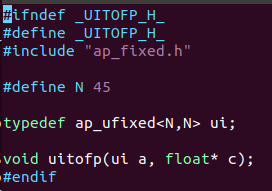 #ifndef _UITOFP_H_
#define _UITOFP_H_
#include "ap_fixed.h"
#define N 45
typedef ap_ufixed<N,N> ui;
void uitofp(ui a, float* c);
#endif